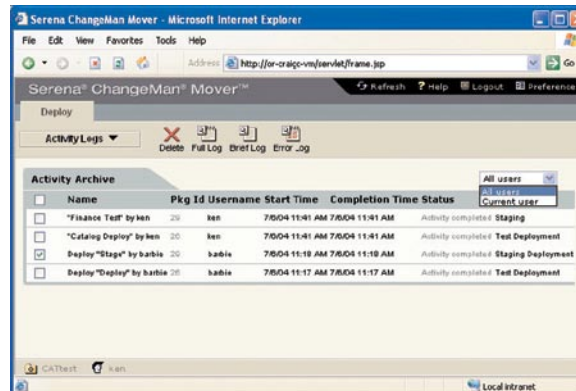 Serena ChangeMan Mover - Microsoft Internet Explorer
File Edit View Favorites Tools Help
Address http://or-craigc-vm/servlet/frame.jsp Go
Serena® ChangeMan® Mover™ Refresh ? Help Logout Preference
Deploy
Activity Logs Delete Full Log Brief Log Error Log
Activity Archive All users
All users
Current user
Name Pkg Id Username Start Time Completion Time Status
"Finance Test" by ken ken 7/6/04 11:41 AM 7/6/04 11:41 AM Activity completed Staging
"Catalog Deploy" by ken ken 7/6/04 11:41 AM 7/6/04 11:41 AM Activity completed Test Deployment
Deploy "Stage" by barbie barbie 7/6/04 11:18 AM 7/6/04 11:18 AM Activity completed Staging Deployment
Deploy "Deploy" by barbie barbie 7/6/04 11:17 AM 7/6/04 11:17 AM Activity completed Test Deployment
CATtest ken
Local intranet